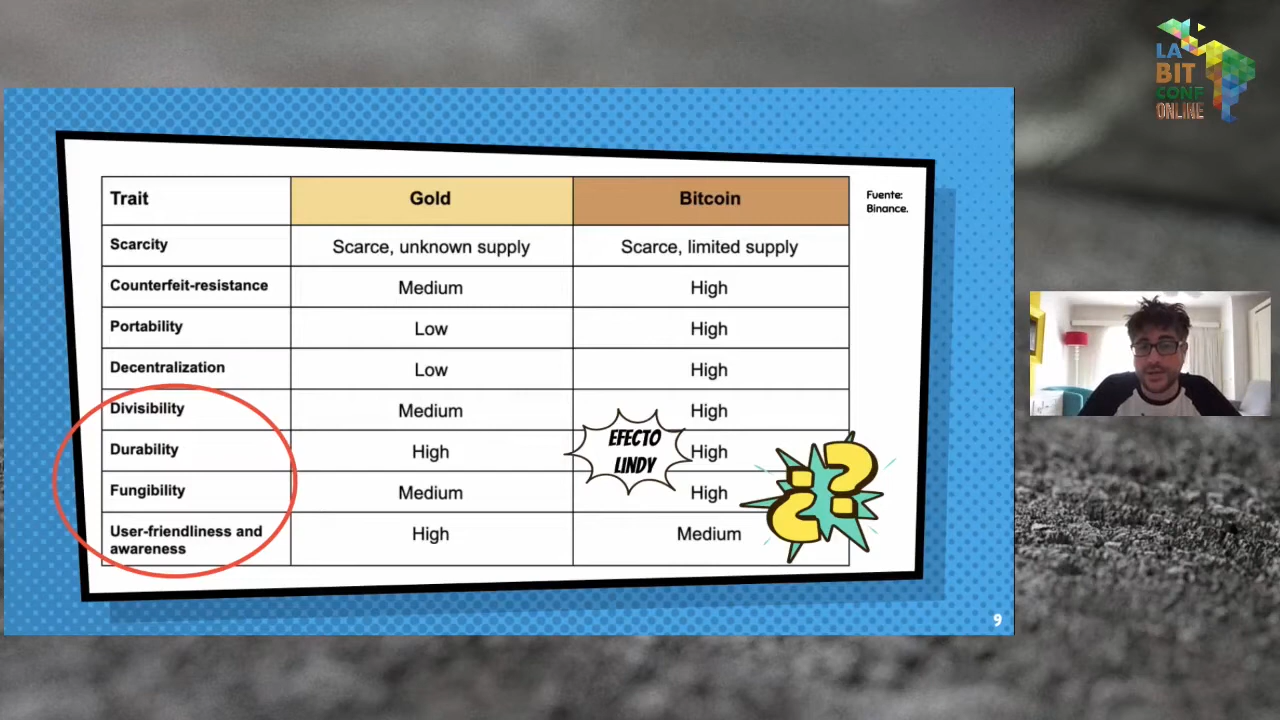 LA
BIT
CONF
ONLINE
Trait Gold Bitcoin
Fuente:
Binance.
Scarcity Scarce, unknown supply Scarce, limited supply
Counterfeit-resistance Medium High
Portability Low High
Decentralization Low High
Divisibility Medium High
Durability High High
EFECTO
LINDY
Fungibility Medium High
User-friendliness and
awareness High Medium
¿?
9